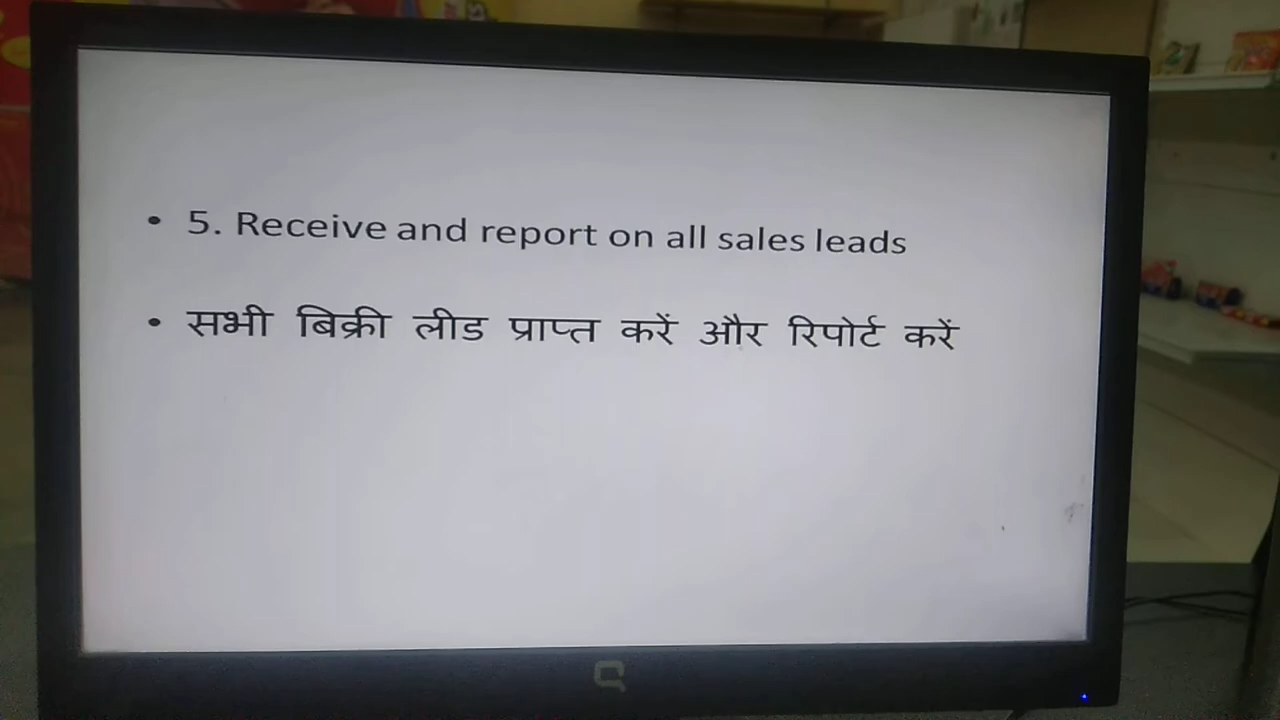 • 5. Receive and report on all sales leads
• सभी बिक्री लीड प्राप्त करें और रिपोर्ट करें